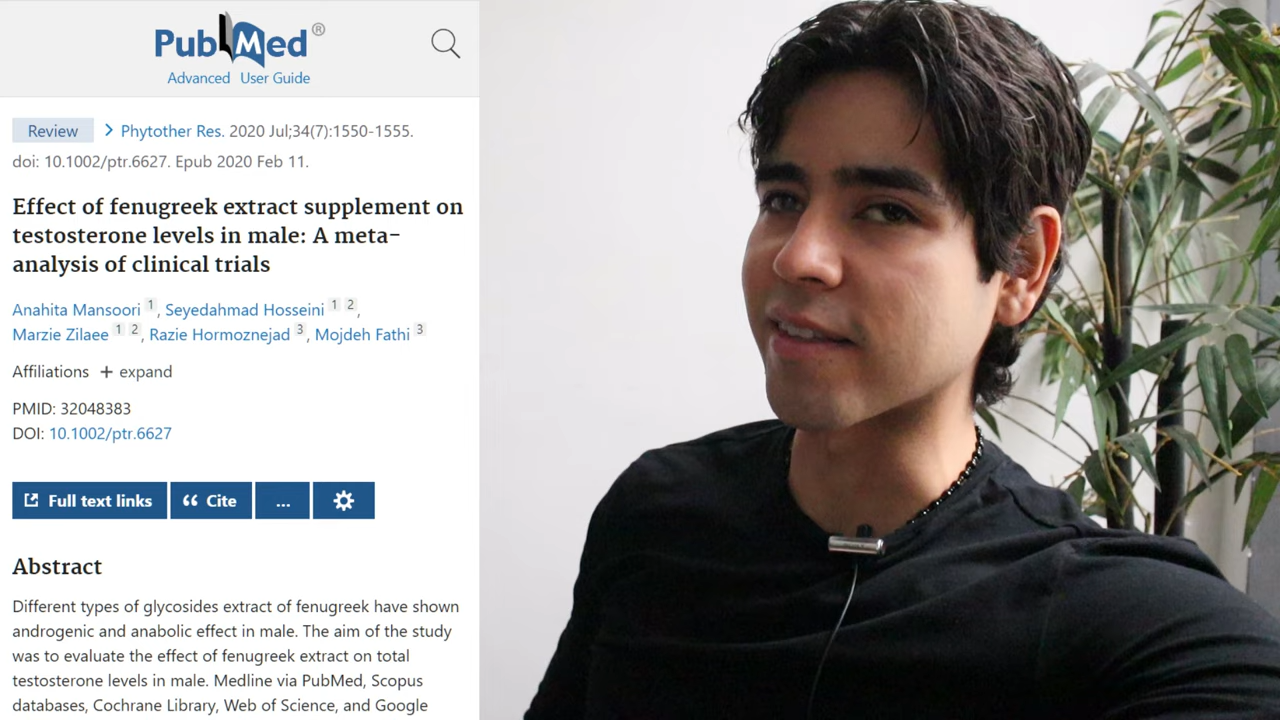 PubMed®
Advanced User Guide
Review > Phytother Res. 2020 Jul;34(7):1550-1555.
doi: 10.1002/ptr.6627. Epub 2020 Feb 11.
Effect of fenugreek extract supplement on
testosterone levels in male: A meta-
analysis of clinical trials
Anahita Mansoori 1, Seyedahmad Hosseini 1 2,
Marzie Zilaee 1 2, Razie Hormoznejad 3, Mojdeh Fathi 3
Affiliations + expand
PMID: 32048383
DOI: 10.1002/ptr.6627
Full text links Cite ...
Abstract
Different types of glycosides extract of fenugreek have shown
androgenic and anabolic effect in male. The aim of the study
was to evaluate the effect of fenugreek extract on total
testosterone levels in male. Medline via PubMed, Scopus
databases, Cochrane Library, Web of Science, and Google